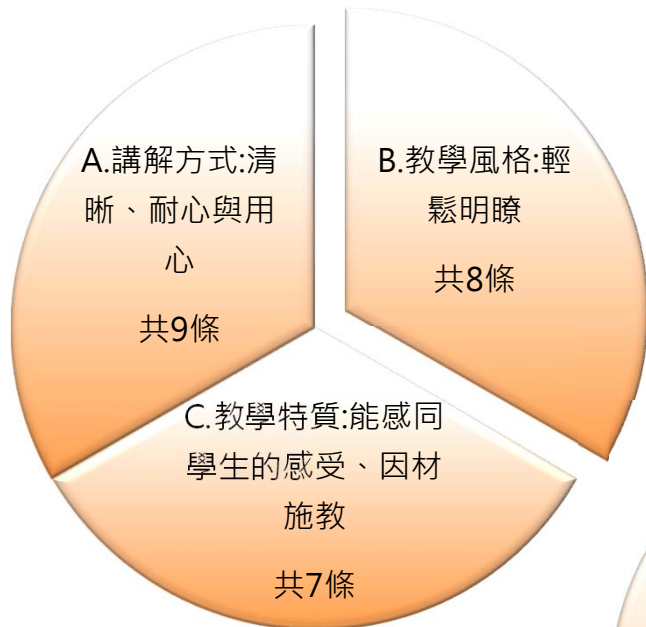 A.講解方式:清
晰、耐心與用
心
共9條
B.教學風格:輕
鬆明瞭
共8條
C.教學特質:能感同
學生的感受、因材
施教
共7條